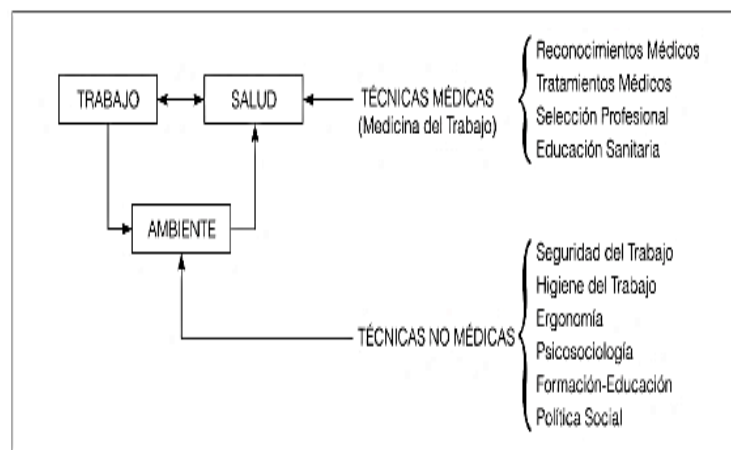 TRABAJO
SALUD
TÉCNICAS MÉDICAS
(Medicina del Trabajo)
Reconocimientos Médicos
Tratamientos Médicos
Selección Profesional
Educación Sanitaria
AMBIENTE
TÉCNICAS NO MÉDICAS
Seguridad del Trabajo
Higiene del Trabajo
Ergonomía
Psicosociología
Formación-Educación
Política Social